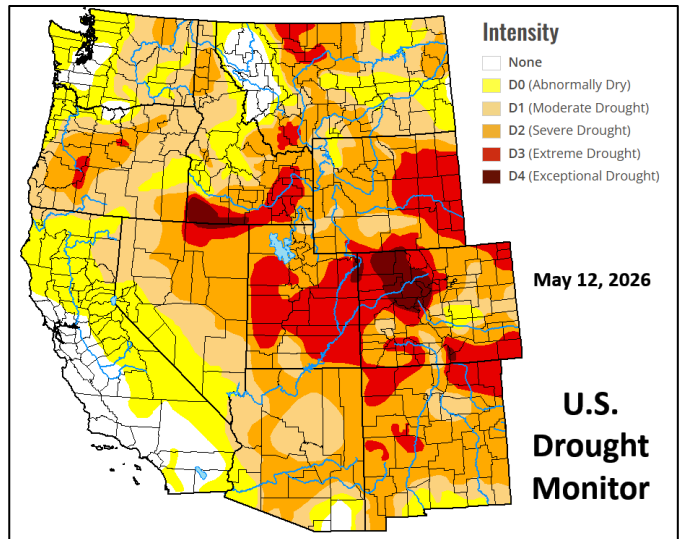 Intensity
None
D0 (Abnormally Dry)
D1 (Moderate Drought)
D2 (Severe Drought)
D3 (Extreme Drought)
D4 (Exceptional Drought)
May 12, 2026
U.S.
Drought
Monitor